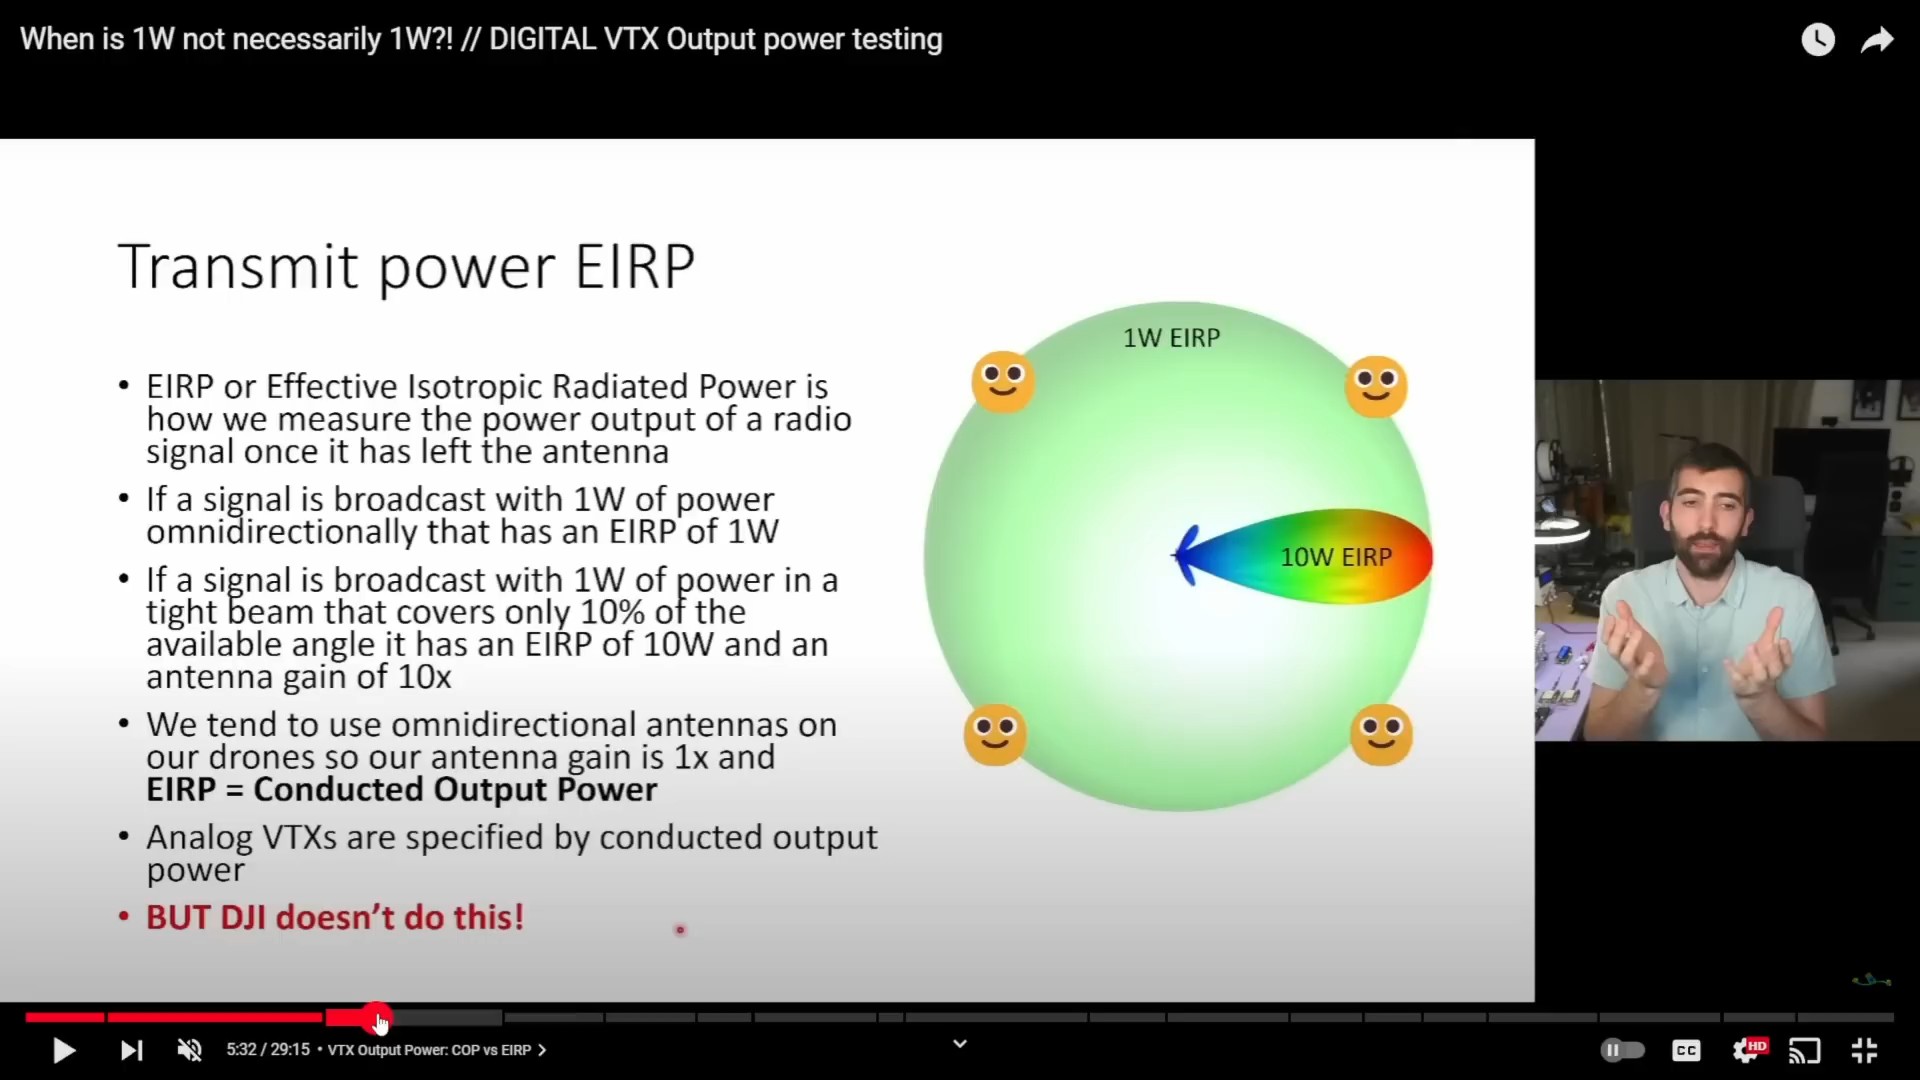 When is 1W not necessarily 1W?! // DIGITAL VTX Output power testing
Transmit power EIRP
• EIRP or Effective Isotropic Radiated Power is
how we measure the power output of a radio
signal once it has left the antenna
• If a signal is broadcast with 1W of power
omnidirectionally that has an EIRP of 1W
• If a signal is broadcast with 1W of power in a
tight beam that covers only 10% of the
available angle it has an EIRP of 10W and an
antenna gain of 10x
• We tend to use omnidirectional antennas on
our drones so our antenna gain is 1x and
EIRP = Conducted Output Power
• Analog VTXs are specified by conducted output
power
• BUT DJI doesn't do this!
1W EIRP
10W EIRP
5:32 / 29:15 • VTX Output Power: COP vs EIRP
CC
HD